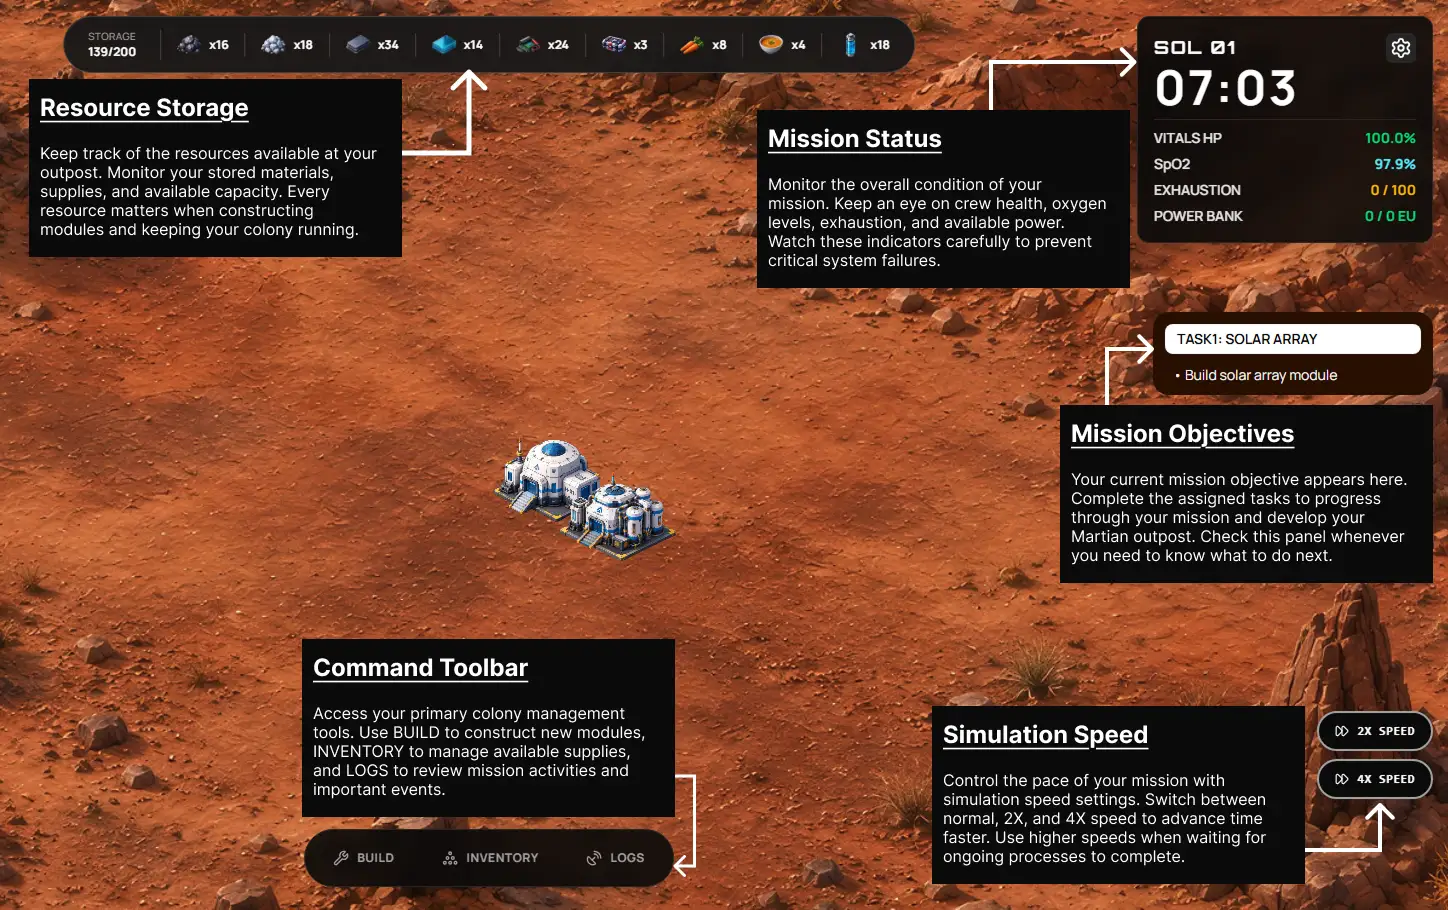 STORAGE
139/200
x16
x18
x34
x14
x24
x3
x8
x4
x18
Resource Storage
Keep track of the resources available at your
outpost. Monitor your stored materials,
supplies, and available capacity. Every
resource matters when constructing
modules and keeping your colony running.
Mission Status
Monitor the overall condition of your
mission. Keep an eye on crew health, oxygen
levels, exhaustion, and available power.
Watch these indicators carefully to prevent
critical system failures.
SOL 01
07:03
VITALS HP 100.0%
SpO2 97.9%
EXHAUSTION 0 / 100
POWER BANK 0 / 0 EU
TASK1: SOLAR ARRAY
• Build solar array module
Mission Objectives
Your current mission objective appears here.
Complete the assigned tasks to progress
through your mission and develop your
Martian outpost. Check this panel whenever
you need to know what to do next.
Command Toolbar
Access your primary colony management
tools. Use BUILD to construct new modules,
INVENTORY to manage available supplies,
and LOGS to review mission activities and
important events.
BUILD
INVENTORY
LOGS
Simulation Speed
Control the pace of your mission with
simulation speed settings. Switch between
normal, 2X, and 4X speed to advance time
faster. Use higher speeds when waiting for
ongoing processes to complete.
2X SPEED
4X SPEED